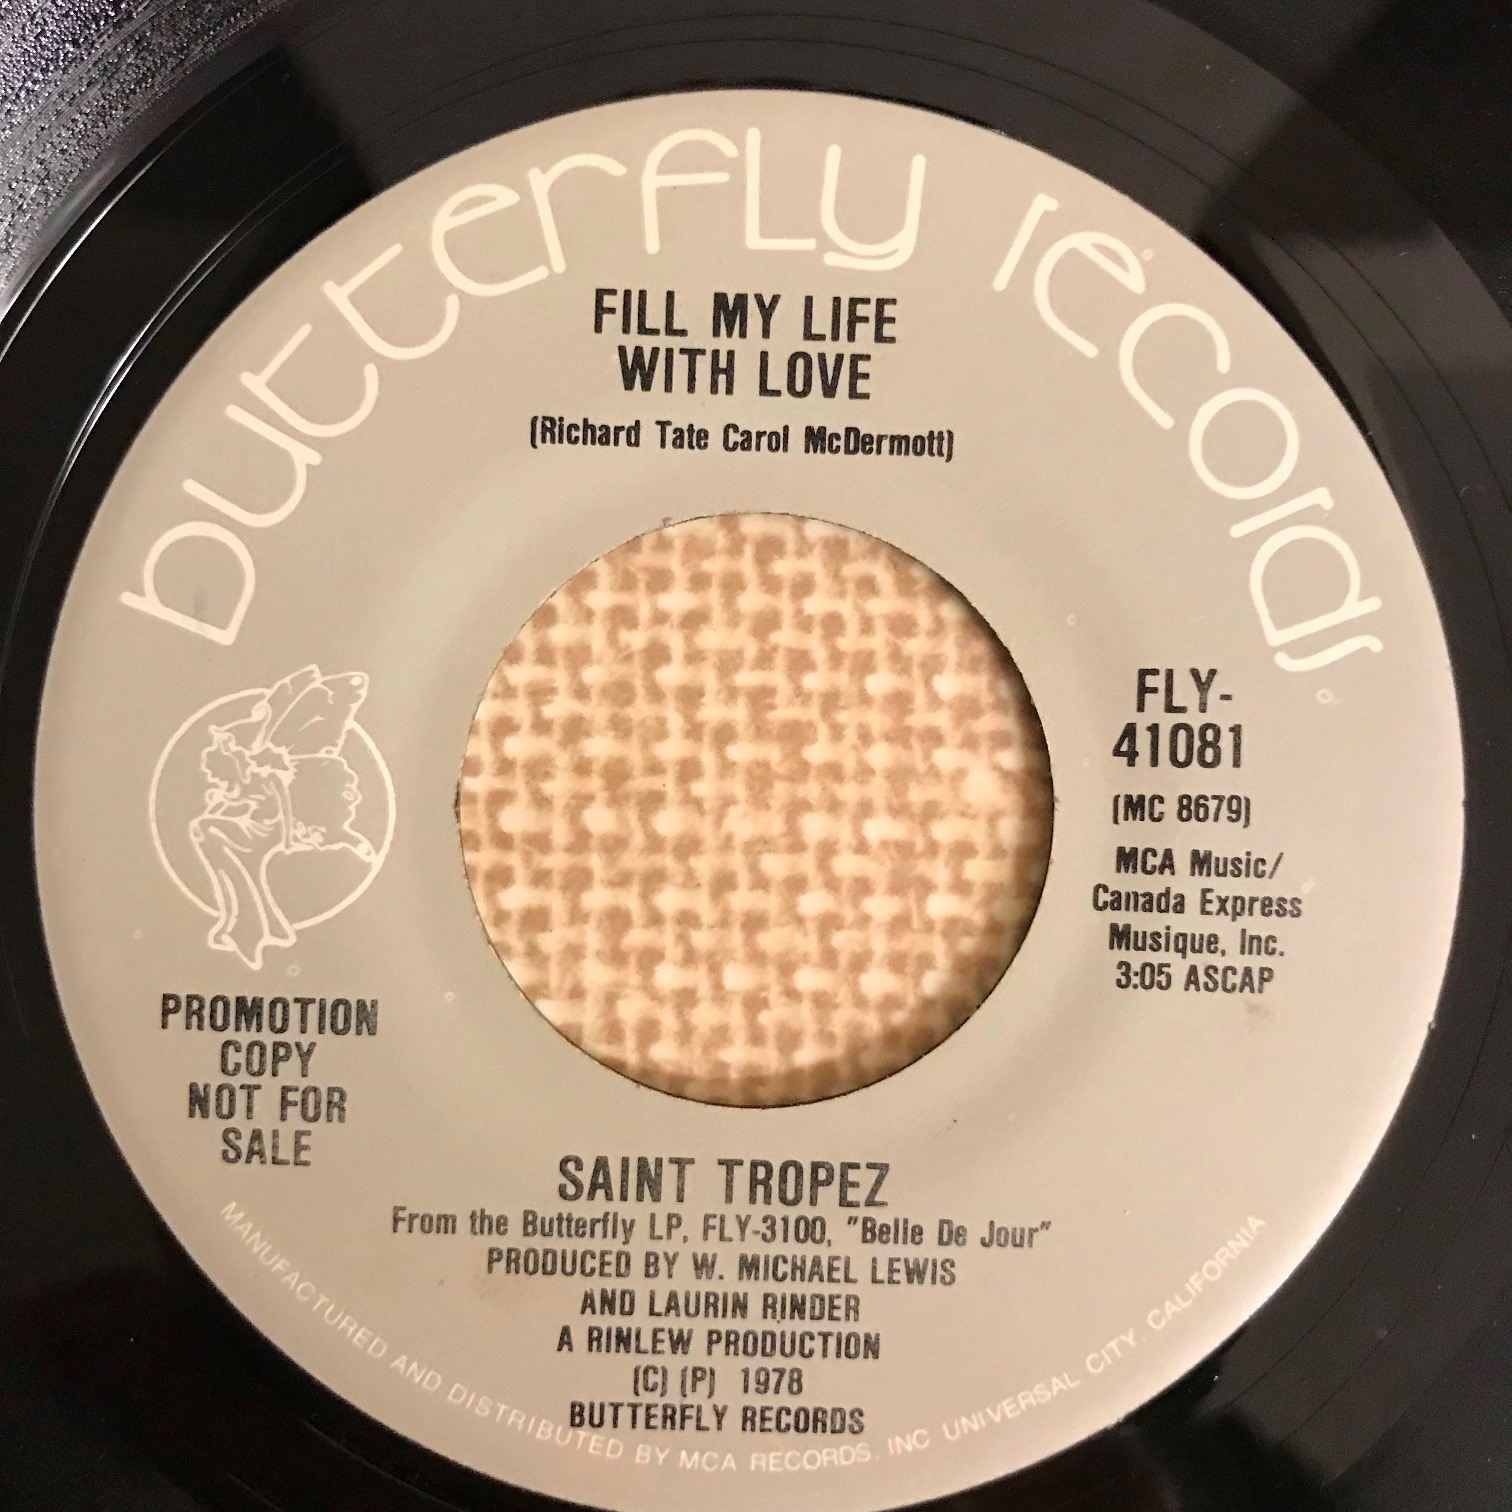 butterfly records
FILL MY LIFE
WITH LOVE
(Richard Tate Carol McDermott)
FLY-
41081
(MC 8679)
MCA Music/
Canada Express
Musique, Inc.
3:05 ASCAP
PROMOTION
COPY
NOT FOR
SALE
SAINT TROPEZ
From the Butterfly LP, FLY-3100, "Belle De Jour"
PRODUCED BY W. MICHAEL LEWIS
AND LAURIN RINDER
A RINLEW PRODUCTION
(C) (P) 1978
BUTTERFLY RECORDS
MANUFACTURED AND DISTRIBUTED BY MCA RECORDS, INC UNIVERSAL CITY, CALIFORNIA